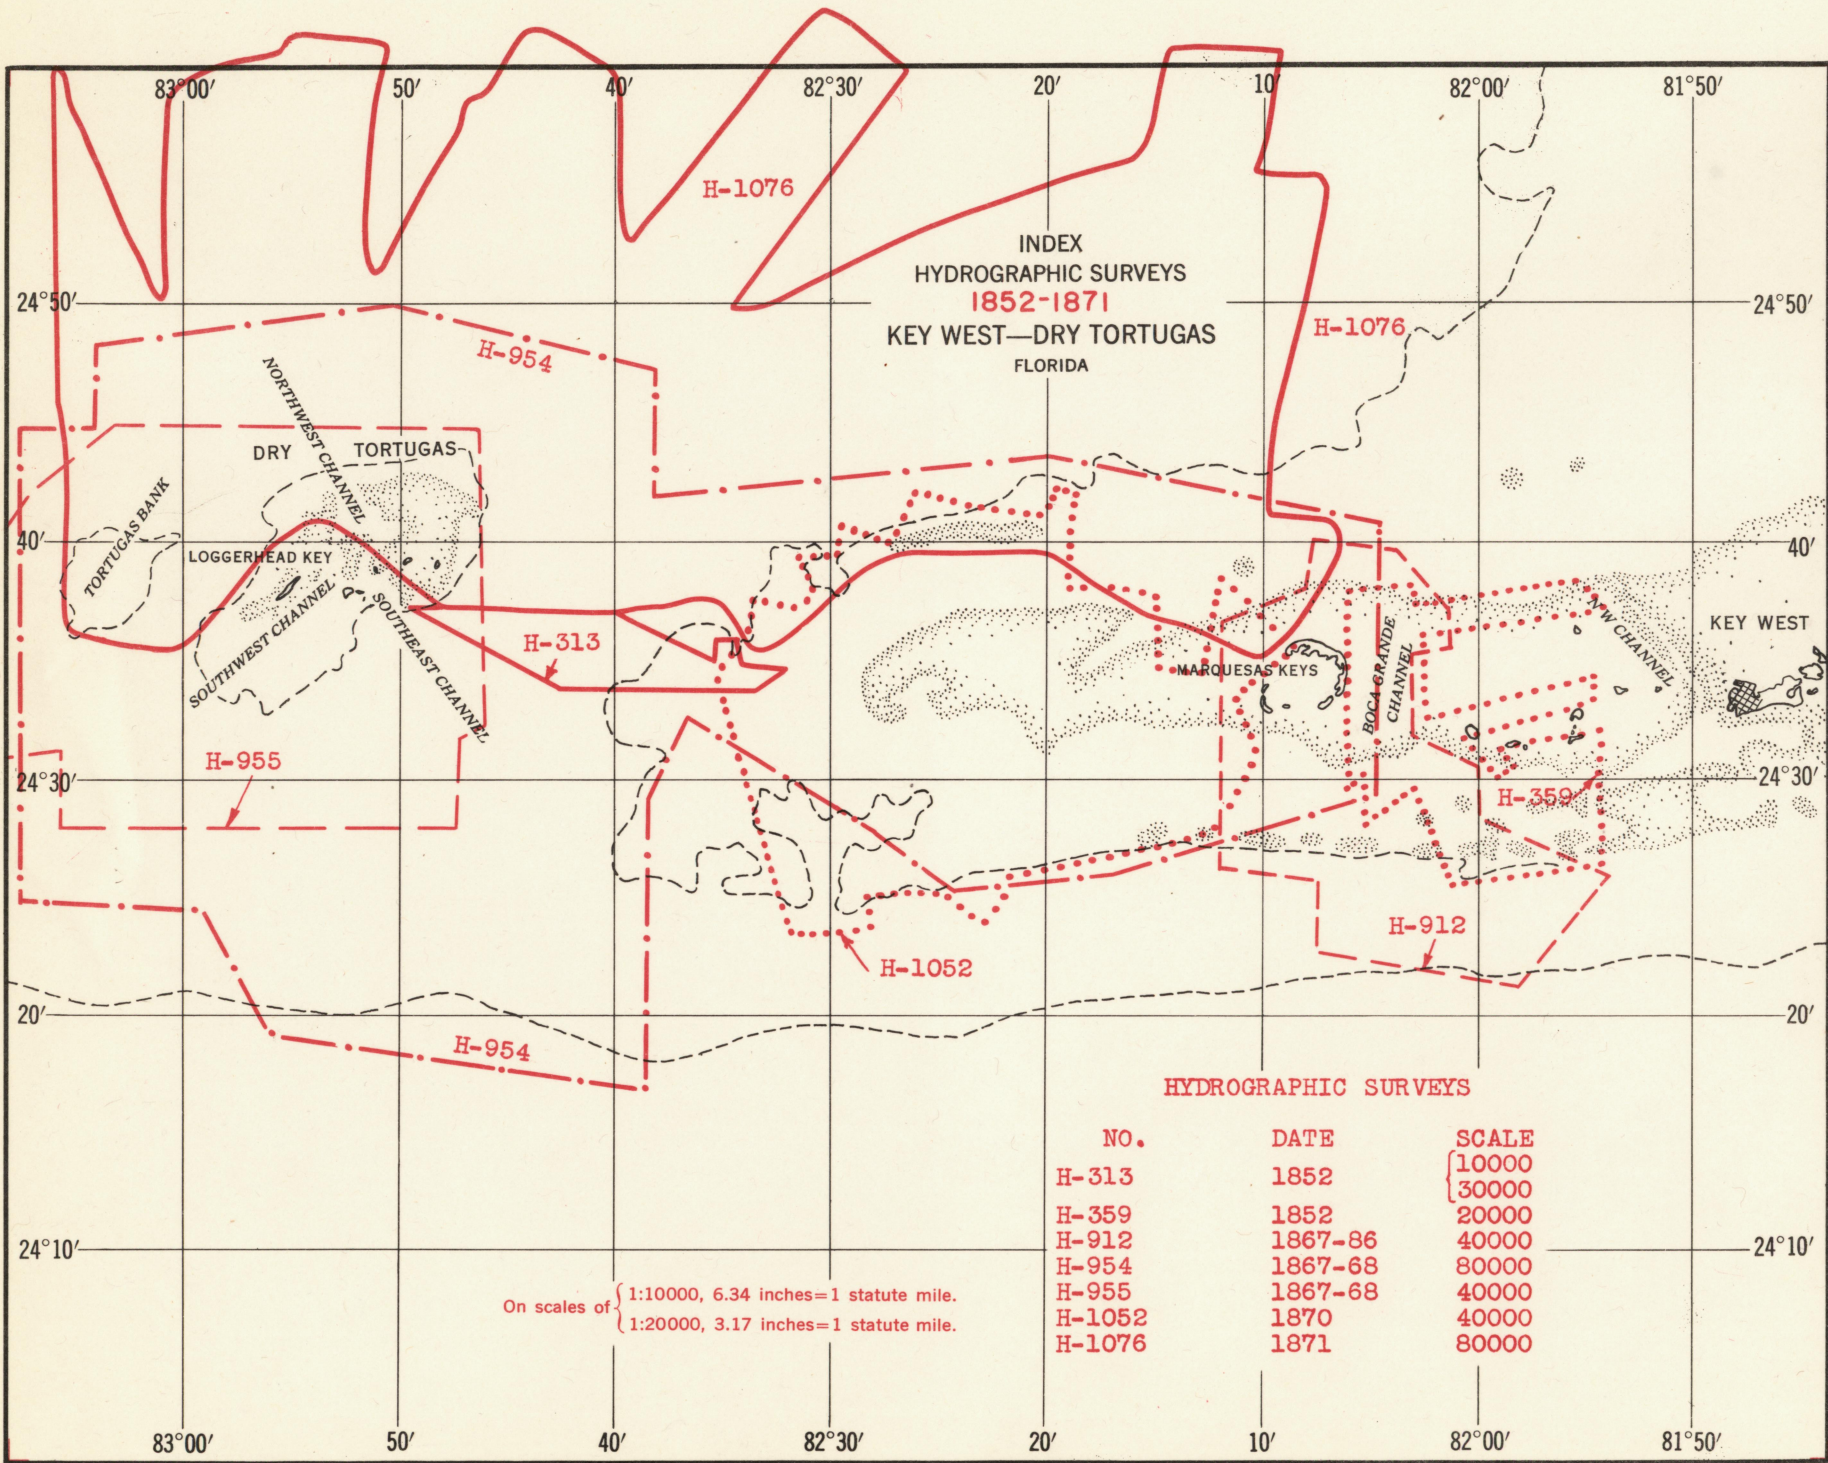 83°00′ 50′ 40′ 82°30′ 20′ 10′ 82°00′ 81°50′
H-1076
INDEX
HYDROGRAPHIC SURVEYS
1852-1871
KEY WEST—DRY TORTUGAS
FLORIDA
24°50′ 24°50′
H-1076
H-954
NORTHWEST CHANNEL
DRY TORTUGAS
TORTUGAS BANK
40′ 40′
LOGGERHEAD KEY
SOUTHWEST CHANNEL
SOUTHEAST CHANNEL
H-313
MARQUESAS KEYS
BOCA GRANDE
CHANNEL
N W CHANNEL
KEY WEST
H-955
24°30′ 24°30′
H-359
H-912
H-1052
20′ 20′
H-954
HYDROGRAPHIC SURVEYS
NO. DATE SCALE
H-313 1852 10000
30000
H-359 1852 20000
H-912 1867-86 40000
H-954 1867-68 80000
H-955 1867-68 40000
H-1052 1870 40000
H-1076 1871 80000
24°10′ 24°10′
On scales of
1:10000, 6.34 inches=1 statute mile.
1:20000, 3.17 inches=1 statute mile.
83°00′ 50′ 40′ 82°30′ 20′ 10′ 82°00′ 81°50′